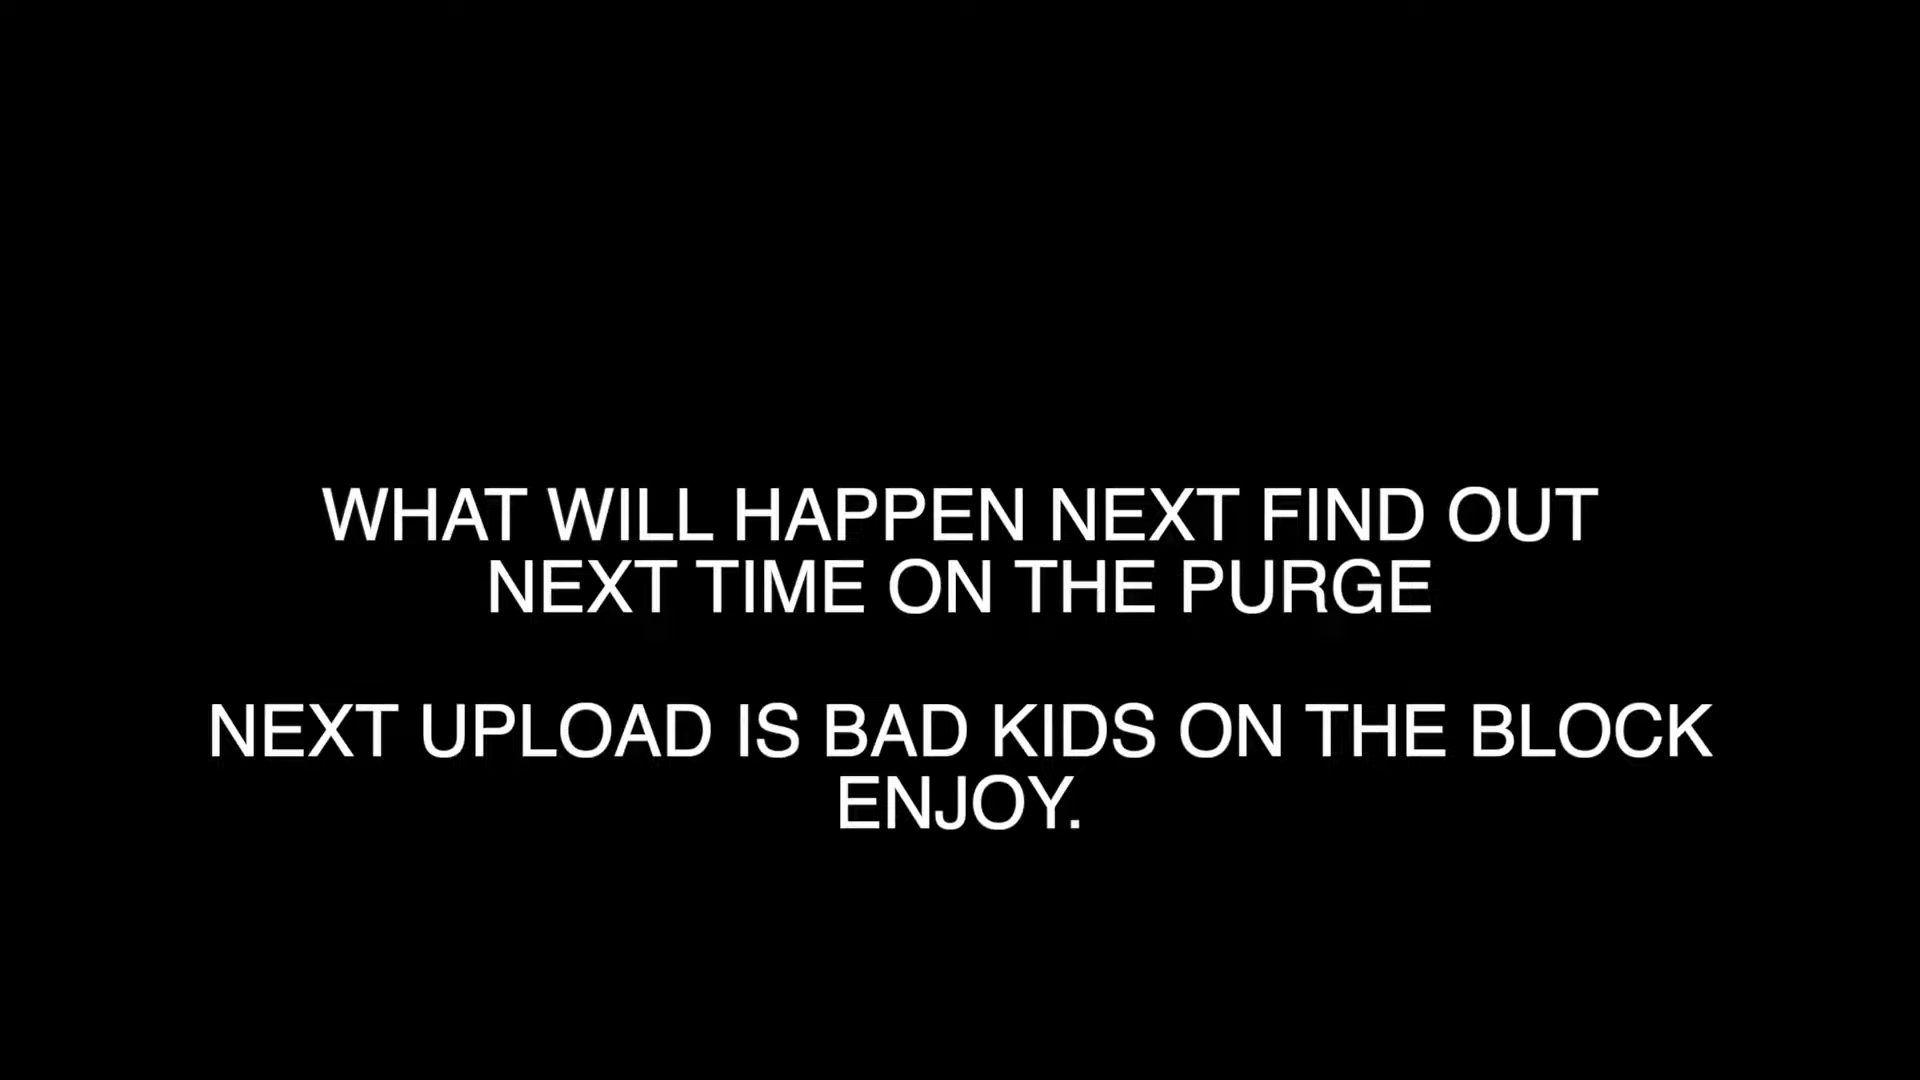 WHAT WILL HAPPEN NEXT FIND OUT
NEXT TIME ON THE PURGE
NEXT UPLOAD IS BAD KIDS ON THE BLOCK
ENJOY.